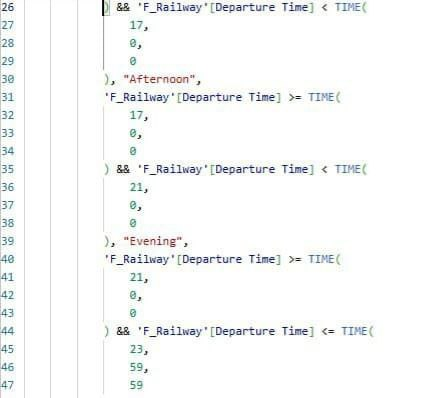 26 ) && 'F_Railway'[Departure Time] < TIME(
27 17,
28 0,
29 0
30 ), "Afternoon",
31 'F_Railway'[Departure Time] >= TIME(
32 17,
33 0,
34 0
35 ) && 'F_Railway'[Departure Time] < TIME(
36 21,
37 0,
38 0
39 ), "Evening",
40 'F_Railway'[Departure Time] >= TIME(
41 21,
42 0,
43 0
44 ) && 'F_Railway'[Departure Time] <= TIME(
45 23,
46 59,
47 59